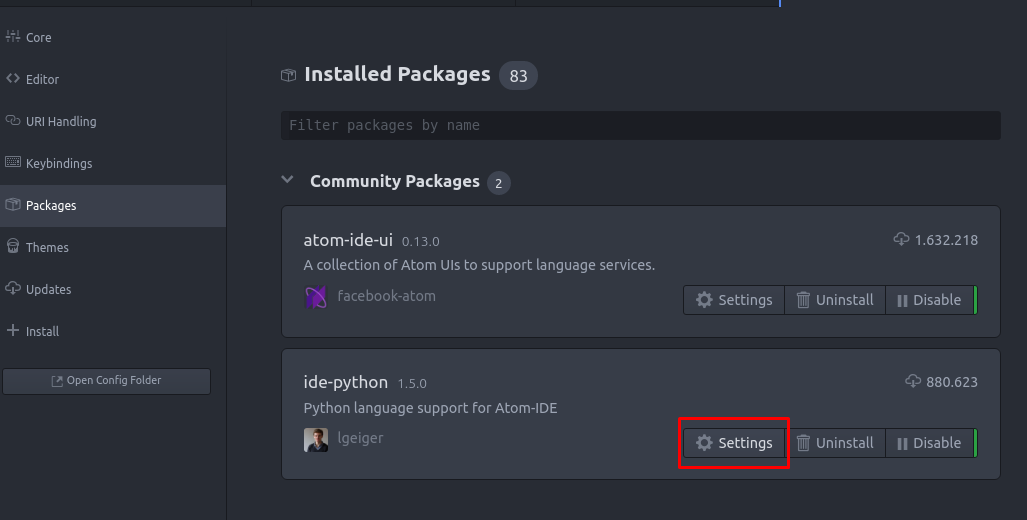 Core
Editor
URI Handling
Keybindings
Packages
Themes
Updates
Install
Open Config Folder
Installed Packages 83
Filter packages by name
Community Packages 2
atom-ide-ui 0.13.0 1.632.218
A collection of Atom UIs to support language services.
facebook-atom
Settings Uninstall Disable
ide-python 1.5.0 880.623
Python language support for Atom-IDE
lgeiger
Settings Uninstall Disable